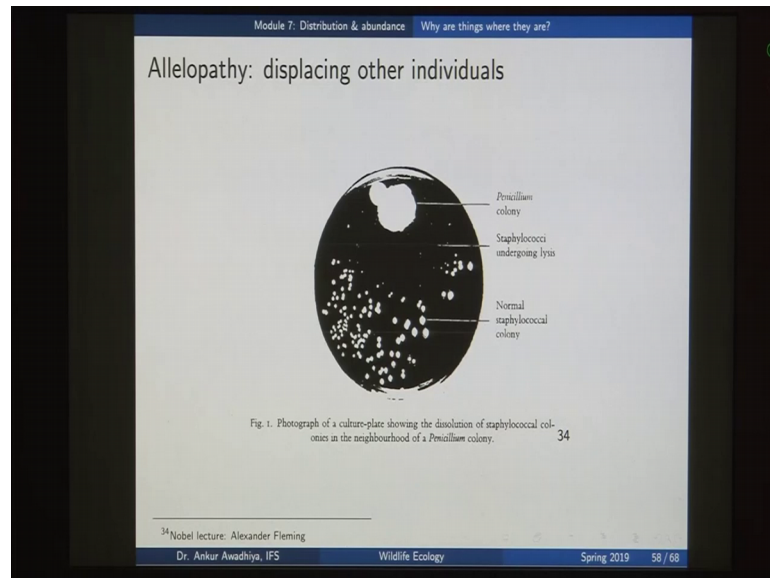 Module 7: Distribution & abundance Why are things where they are?
Allelopathy: displacing other individuals
Penicillium
colony
Staphylococci
undergoing lysis
Normal
staphylococcal
colony
Fig. 1. Photograph of a culture-plate showing the dissolution of staphylococcal col-
onies in the neighbourhood of a Penicillium colony. 34
34 Nobel lecture: Alexander Fleming
Dr. Ankur Awadhiya, IFS Wildlife Ecology Spring 2019 58 / 68